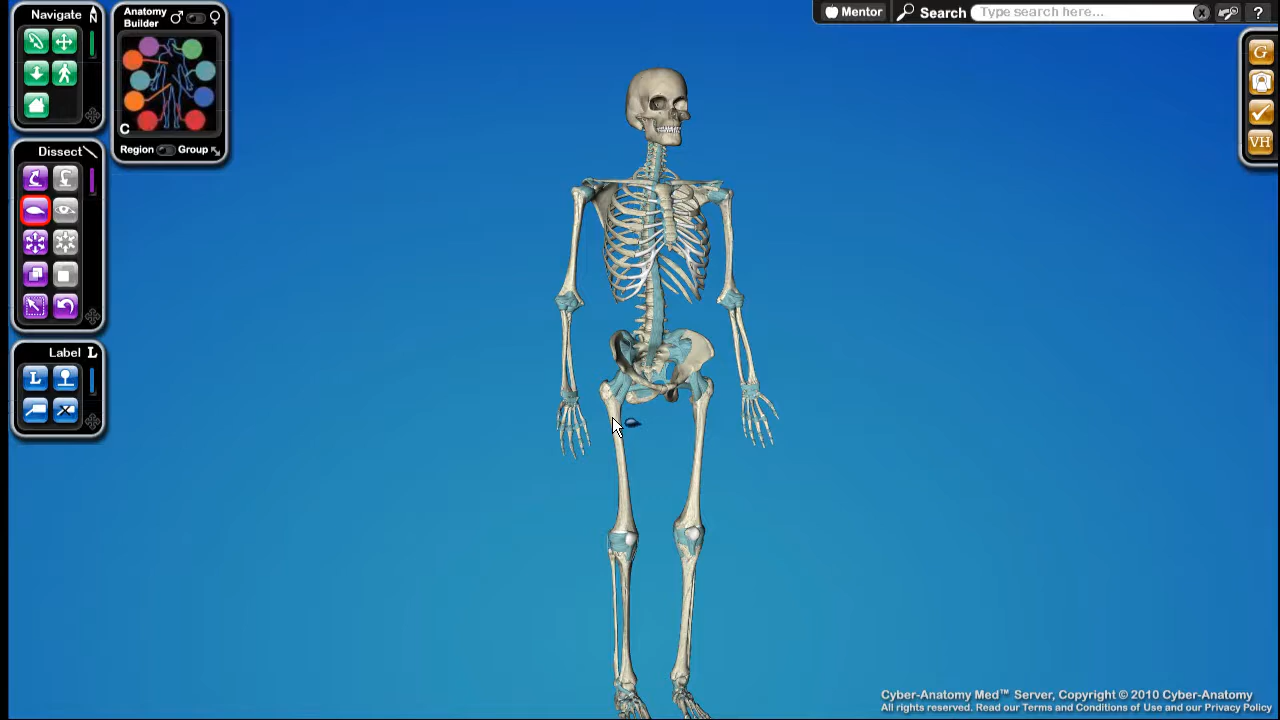 Navigate N
Anatomy
Builder
C
Region Group
Dissect
Label L
L
Mentor Search Type search here... x ?
G
VH
Cyber-Anatomy Med™ Server, Copyright © 2010 Cyber-Anatomy
All rights reserved. Read our Terms and Conditions of Use and our Privacy Policy